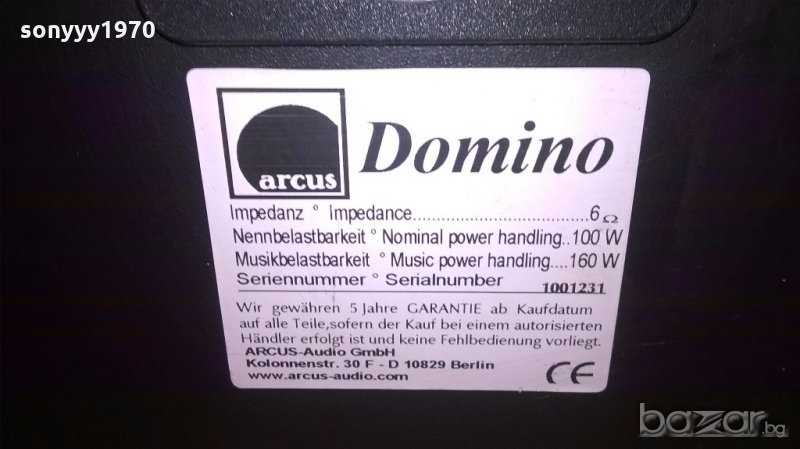 sonyyy1970
arcus
Domino
Impedanz ° Impedance......................................6Ω
Nennbelastbarkeit ° Nominal power handling..100 W
Musikbelastbarkeit ° Music power handling....160 W
Seriennummer ° Serialnumber 1001231
Wir gewähren 5 Jahre GARANTIE ab Kaufdatum
auf alle Teile,sofern der Kauf bei einem autorisierten
Händler erfolgt ist und keine Fehlbedienung vorliegt.
ARCUS-Audio GmbH
Kolonnenstr. 30 F - D 10829 Berlin
www.arcus-audio.com
CE
bazar.bg